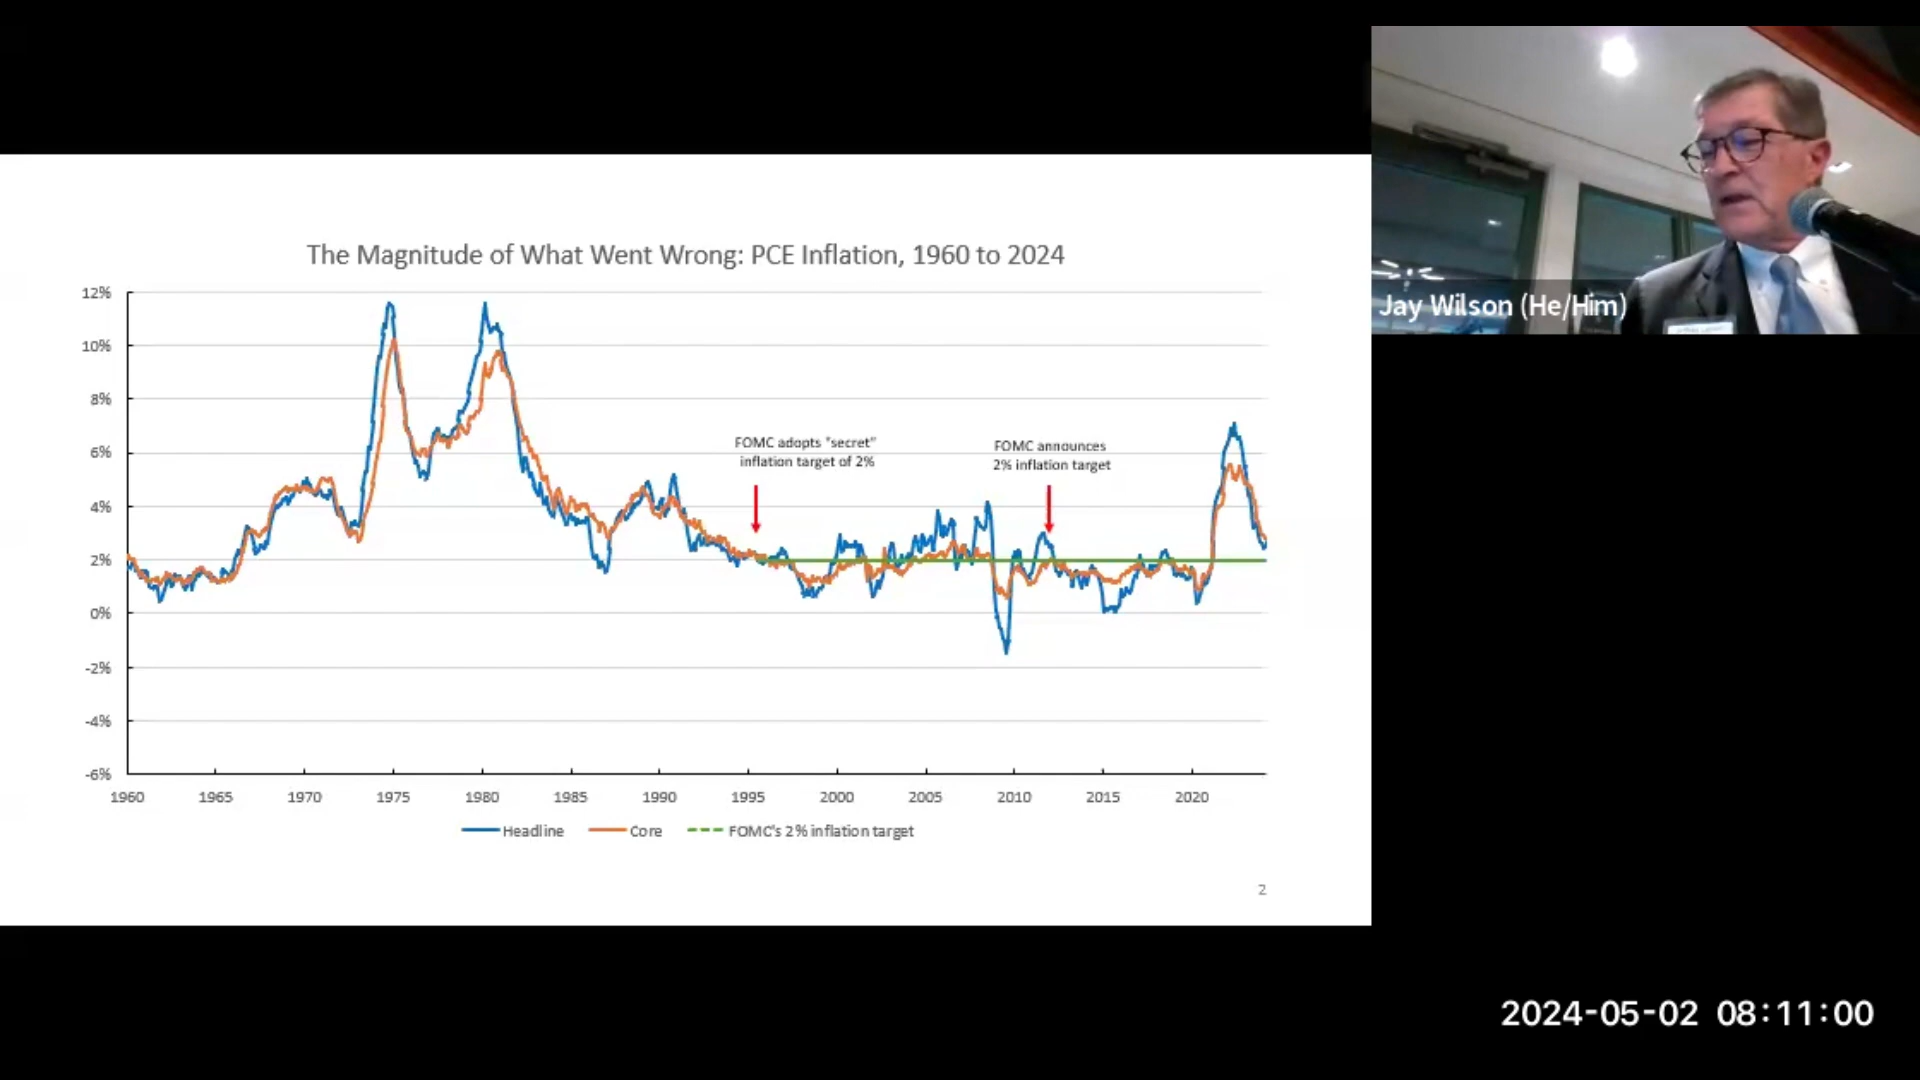 The Magnitude of What Went Wrong: PCE Inflation, 1960 to 2024
12%
10%
8%
6%
4%
2%
0%
-2%
-4%
-6%
FOMC adopts "secret"
inflation target of 2%
FOMC announces
2% inflation target
1960 1965 1970 1975 1980 1985 1990 1995 2000 2005 2010 2015 2020
Headline Core FOMC's 2% inflation target
2
Jay Wilson (He/Him)
2024-05-02 08:11:00